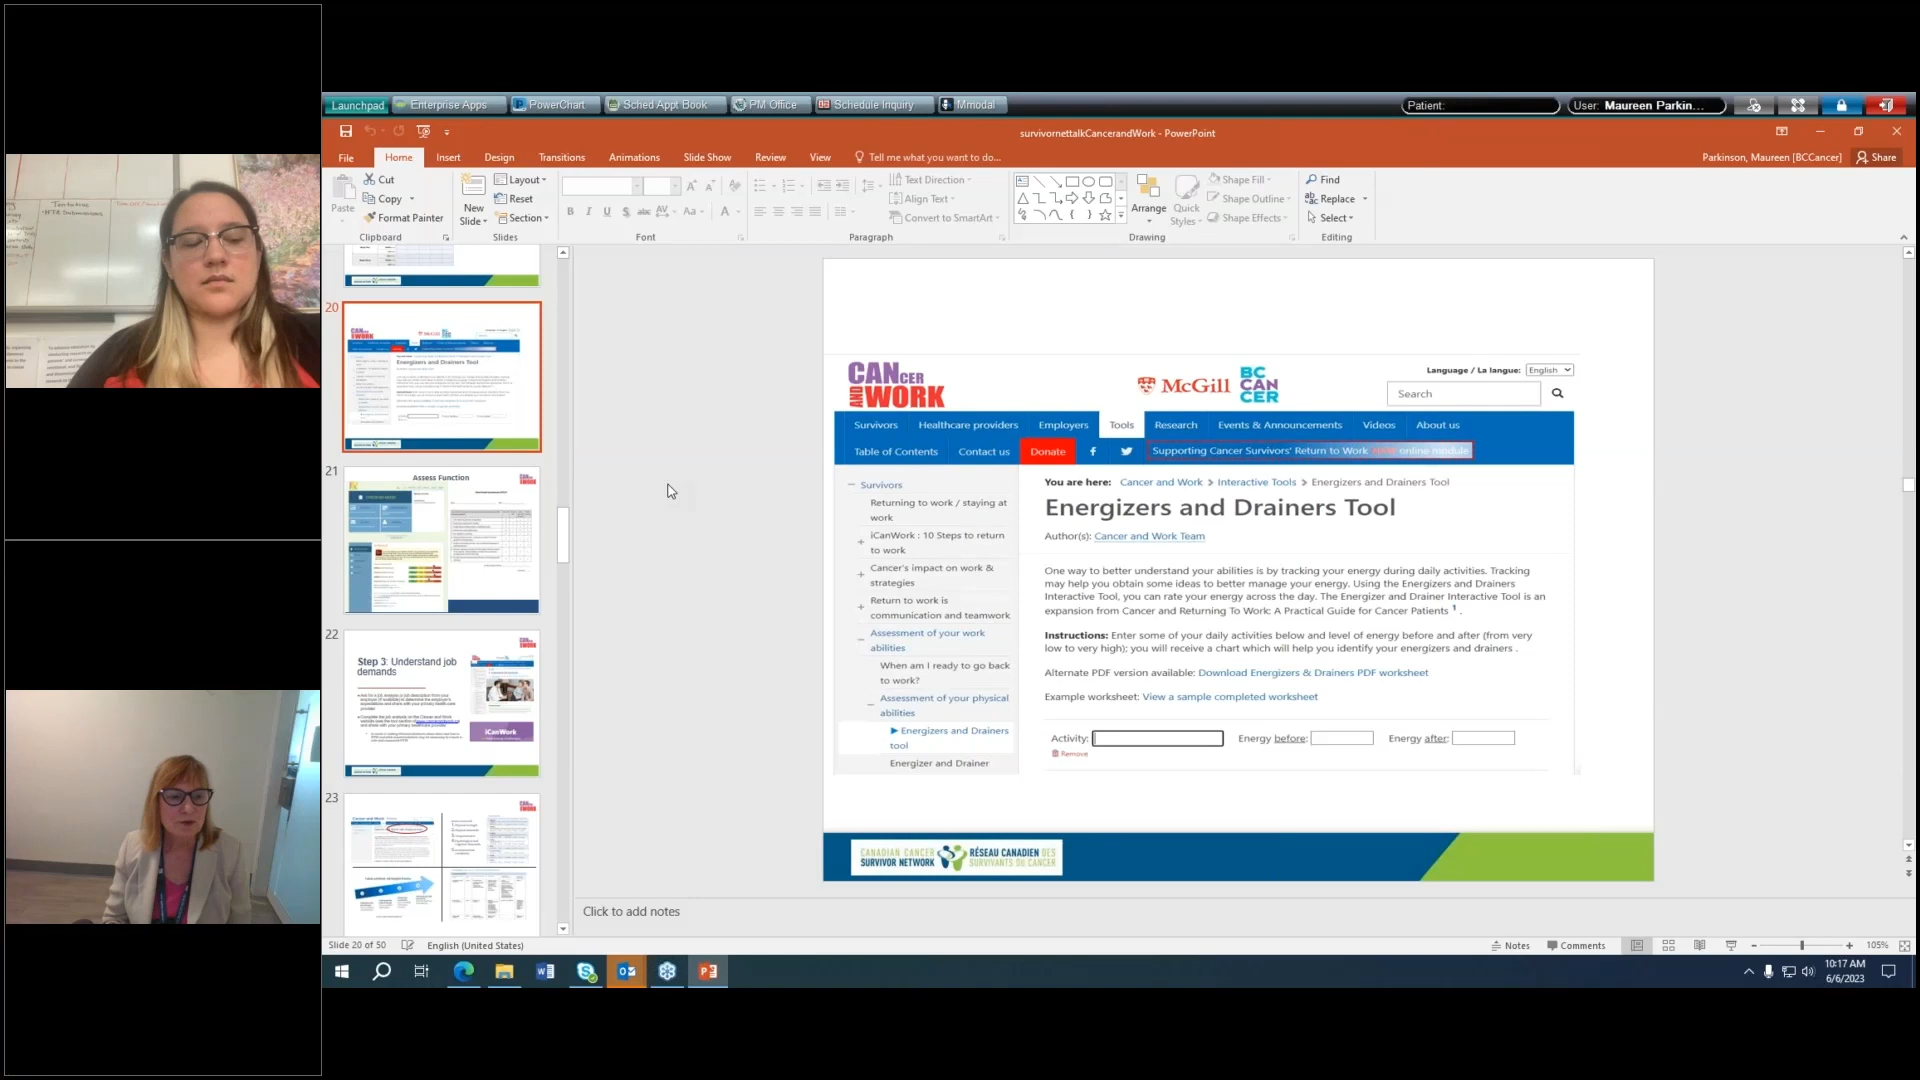 Launchpad Enterprise Apps PowerChart Sched Appt Book PM Office Schedule Inquiry Mmodal Patient: User: Maureen Parkin...
survivornettalkCancerandWork - PowerPoint
File Home Insert Design Transitions Animations Slide Show Review View Tell me what you want to do... Parkinson, Maureen [BCCancer] Share
Paste Cut Copy Format Painter
New Slide Layout Reset Section
Text Direction Align Text Convert to SmartArt
Arrange Quick Styles Shape Fill Shape Outline Shape Effects
Find Replace Select
Clipboard Slides Font Paragraph Drawing Editing
20
Energizers and Drainers Tool
21
Assess Function
22
Step 3: Understand job
demands
iCanWork
23
CANCER
AND WORK
McGill
BC
CAN
CER
Language / La langue: English
Search
Survivors Healthcare providers Employers Tools Research Events & Announcements Videos About us
Table of Contents Contact us Donate Supporting Cancer Survivors' Return to Work NEW online module
Survivors
Returning to work / staying at
work
iCanWork : 10 Steps to return
to work
Cancer's impact on work &
strategies
Return to work is
communication and teamwork
Assessment of your work
abilities
When am I ready to go back
to work?
Assessment of your physical
abilities
Energizers and Drainers
tool
Energizer and Drainer
You are here: Cancer and Work > Interactive Tools > Energizers and Drainers Tool
Energizers and Drainers Tool
Author(s): Cancer and Work Team
One way to better understand your abilities is by tracking your energy during daily activities. Tracking
may help you obtain some ideas to better manage your energy. Using the Energizers and Drainers
Interactive Tool, you can rate your energy across the day. The Energizer and Drainer Interactive Tool is an
expansion from Cancer and Returning To Work: A Practical Guide for Cancer Patients 1 .
Instructions: Enter some of your daily activities below and level of energy before and after (from very
low to very high); you will receive a chart which will help you identify your energizers and drainers .
Alternate PDF version available: Download Energizers & Drainers PDF worksheet
Example worksheet: View a sample completed worksheet
Activity: Energy before: Energy after:
Remove
CANADIAN CANCER RÉSEAU CANADIEN DES
SURVIVOR NETWORK SURVIVANTS DU CANCER
Click to add notes
Slide 20 of 50 English (United States) Notes Comments 105%
10:17 AM
6/6/2023